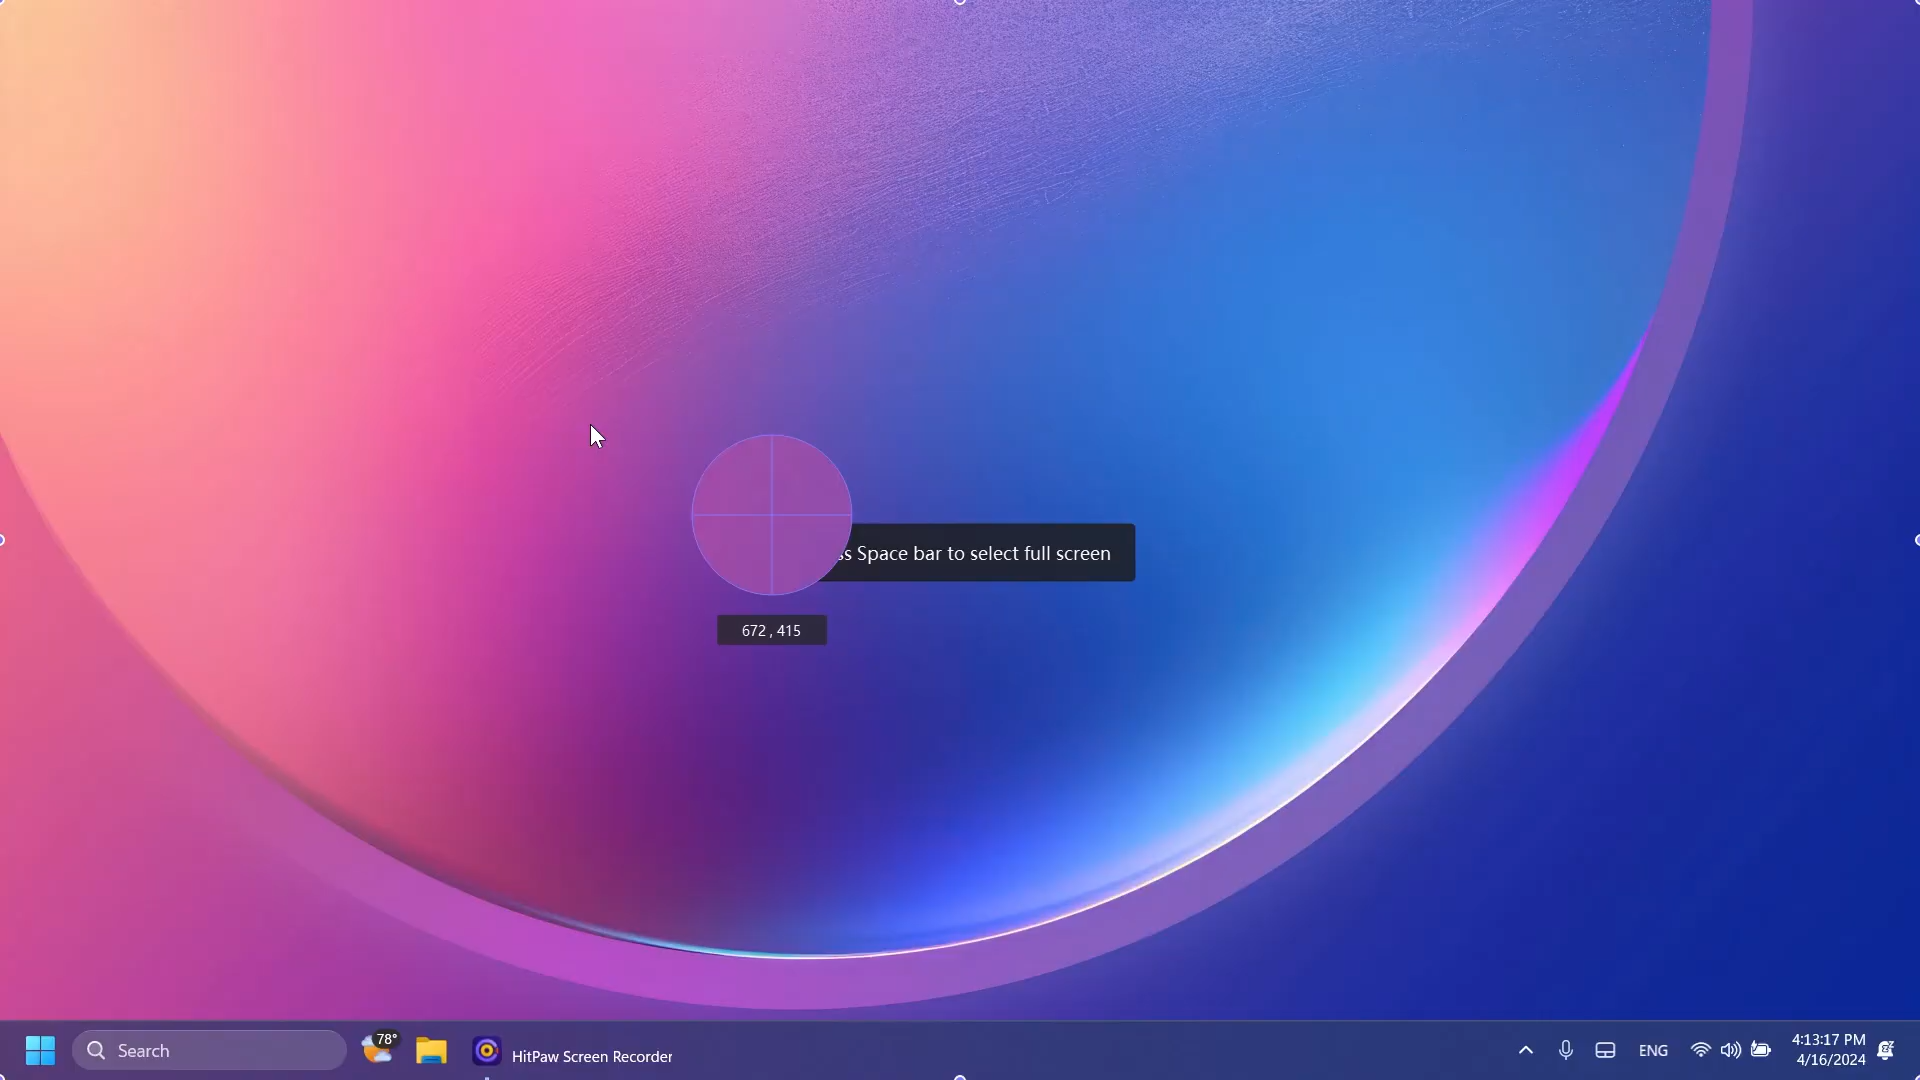 s Space bar to select full screen
672 , 415
Search
78°
HitPaw Screen Recorder
ENG
4:13:17 PM
4/16/2024